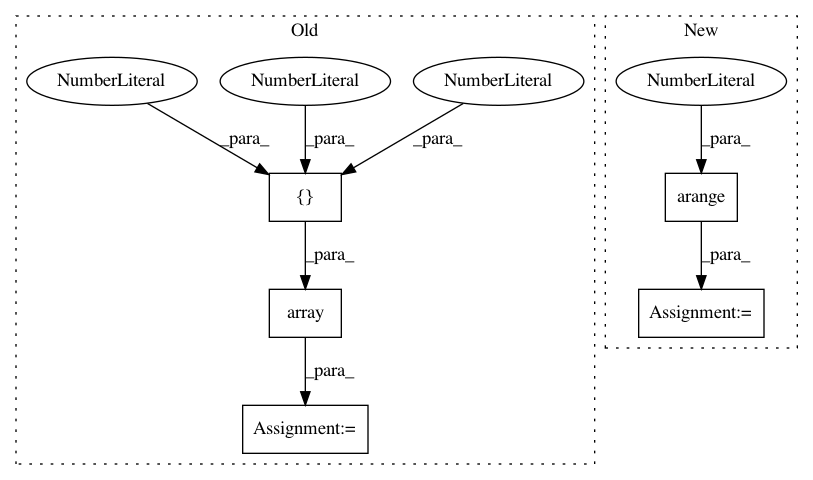 Old
New
NumberLiteral NumberLiteral NumberLiteral NumberLiteral
_para_ _para_ _para_ _para_
{} arange
_para_ _para_
array Assignment:=
_para_
Assignment:=